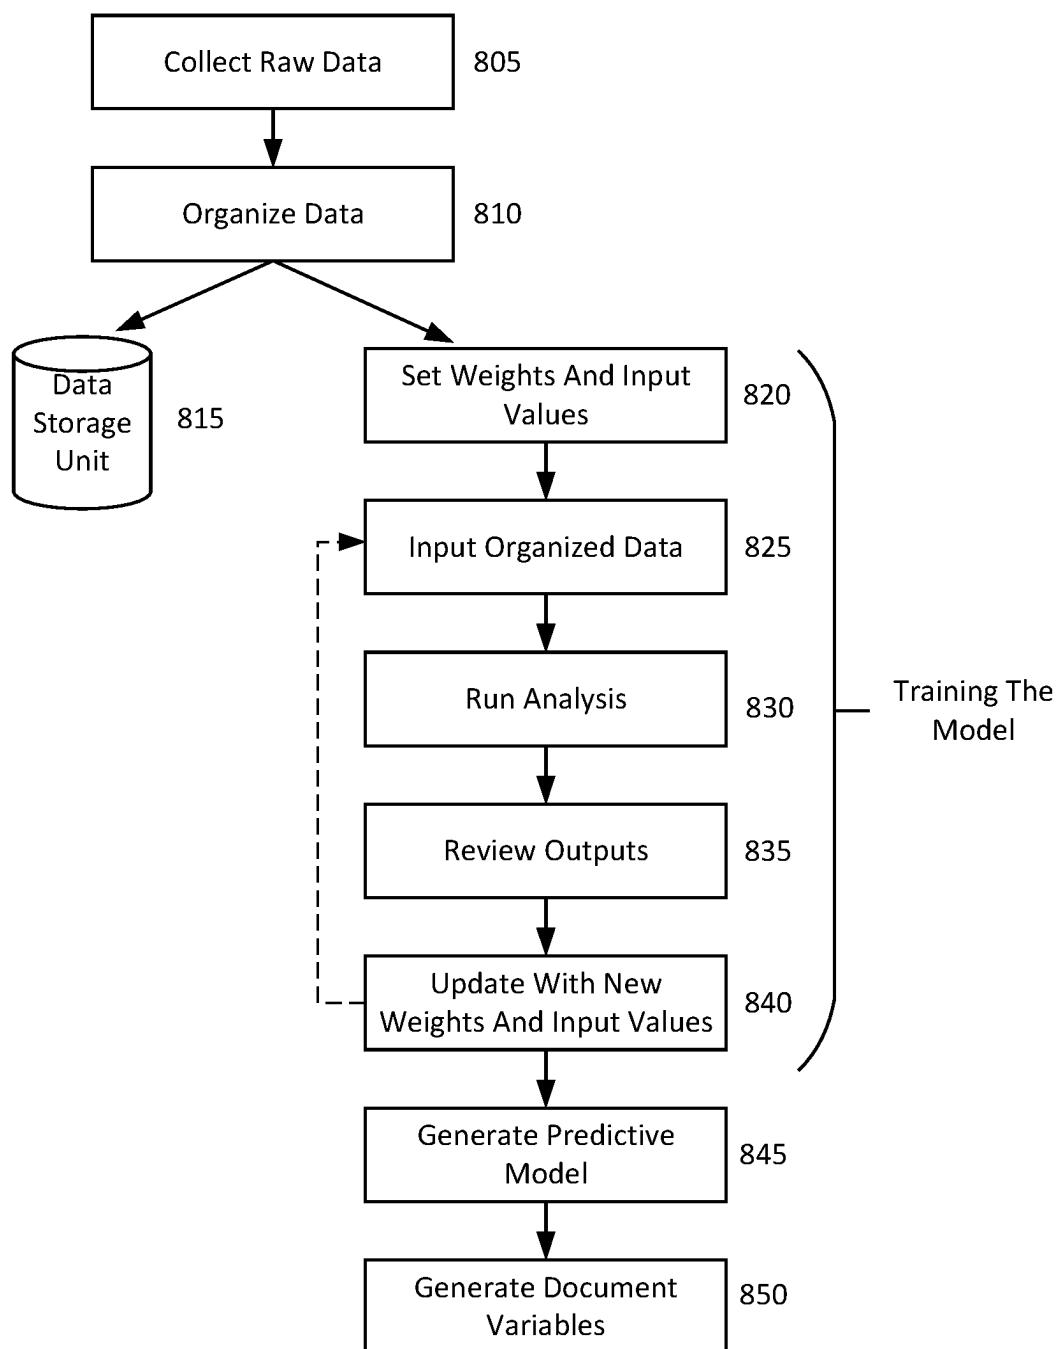 Collect Raw Data
805
Organize Data
810
Data
Storage
Unit
815
Set Weights And Input
Values
820
Input Organized Data
825
Run Analysis
830
Training The
Model
Review Outputs
835
Update With New
Weights And Input Values
840
Generate Predictive
Model
845
Generate Document
Variables
850